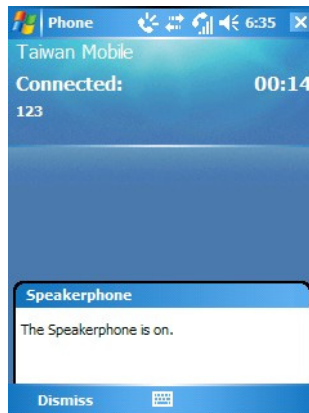 Phone 6:35
Taiwan Mobile
Connected: 00:14
123
Speakerphone
The Speakerphone is on.
Dismiss